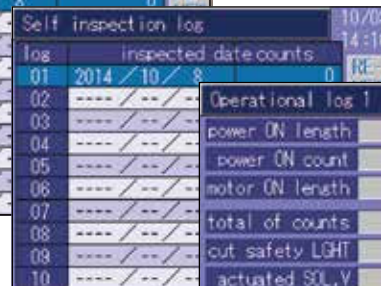 Self inspection log
10/0
14:1
log inspected date counts
01 2014 / 10 / 8 0
RE
02 ---- / -- / --
03 ---- / -- / --
04 ---- / -- / --
05 ---- / -- / --
06 ---- / -- / --
07 ---- / -- / --
08 ---- / -- / --
09 ---- / -- / --
10 ---- / -- / --
Operational log 1
power ON length
power ON count
motor ON length
total of counts
cut safety LGHT
actuated SOL.V